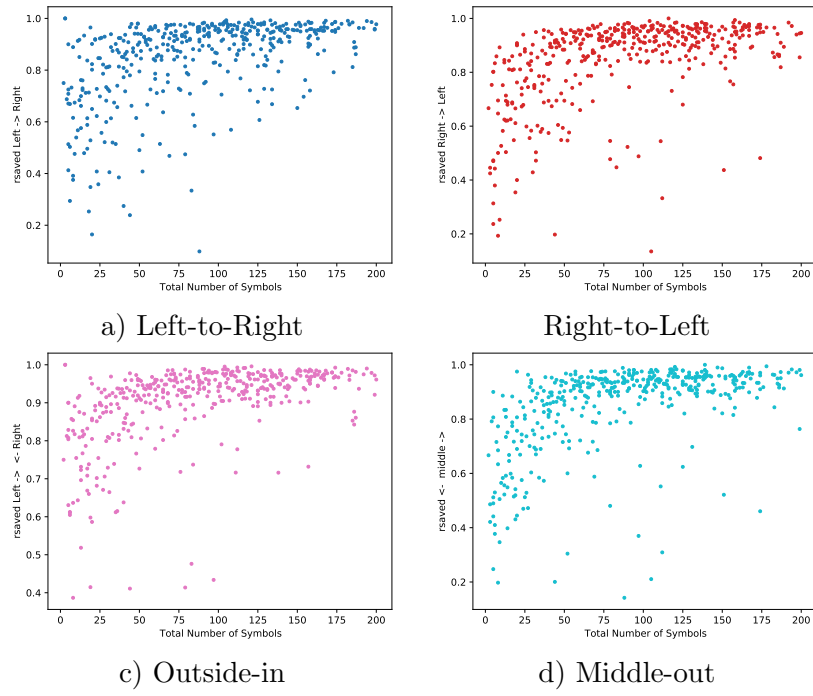 1.0
0.8
0.6
0.4
0.2
rsaved Left -> Right
0 25 50 75 100 125 150 175 200
Total Number of Symbols
a) Left-to-Right
1.0
0.8
0.6
0.4
0.2
rsaved Right -> Left
0 25 50 75 100 125 150 175 200
Total Number of Symbols
Right-to-Left
1.0
0.9
0.8
0.7
0.6
0.5
0.4
rsaved Left -> <- Right
0 25 50 75 100 125 150 175 200
Total Number of Symbols
c) Outside-in
1.0
0.8
0.6
0.4
0.2
rsaved <- middle ->
0 25 50 75 100 125 150 175 200
Total Number of Symbols
d) Middle-out